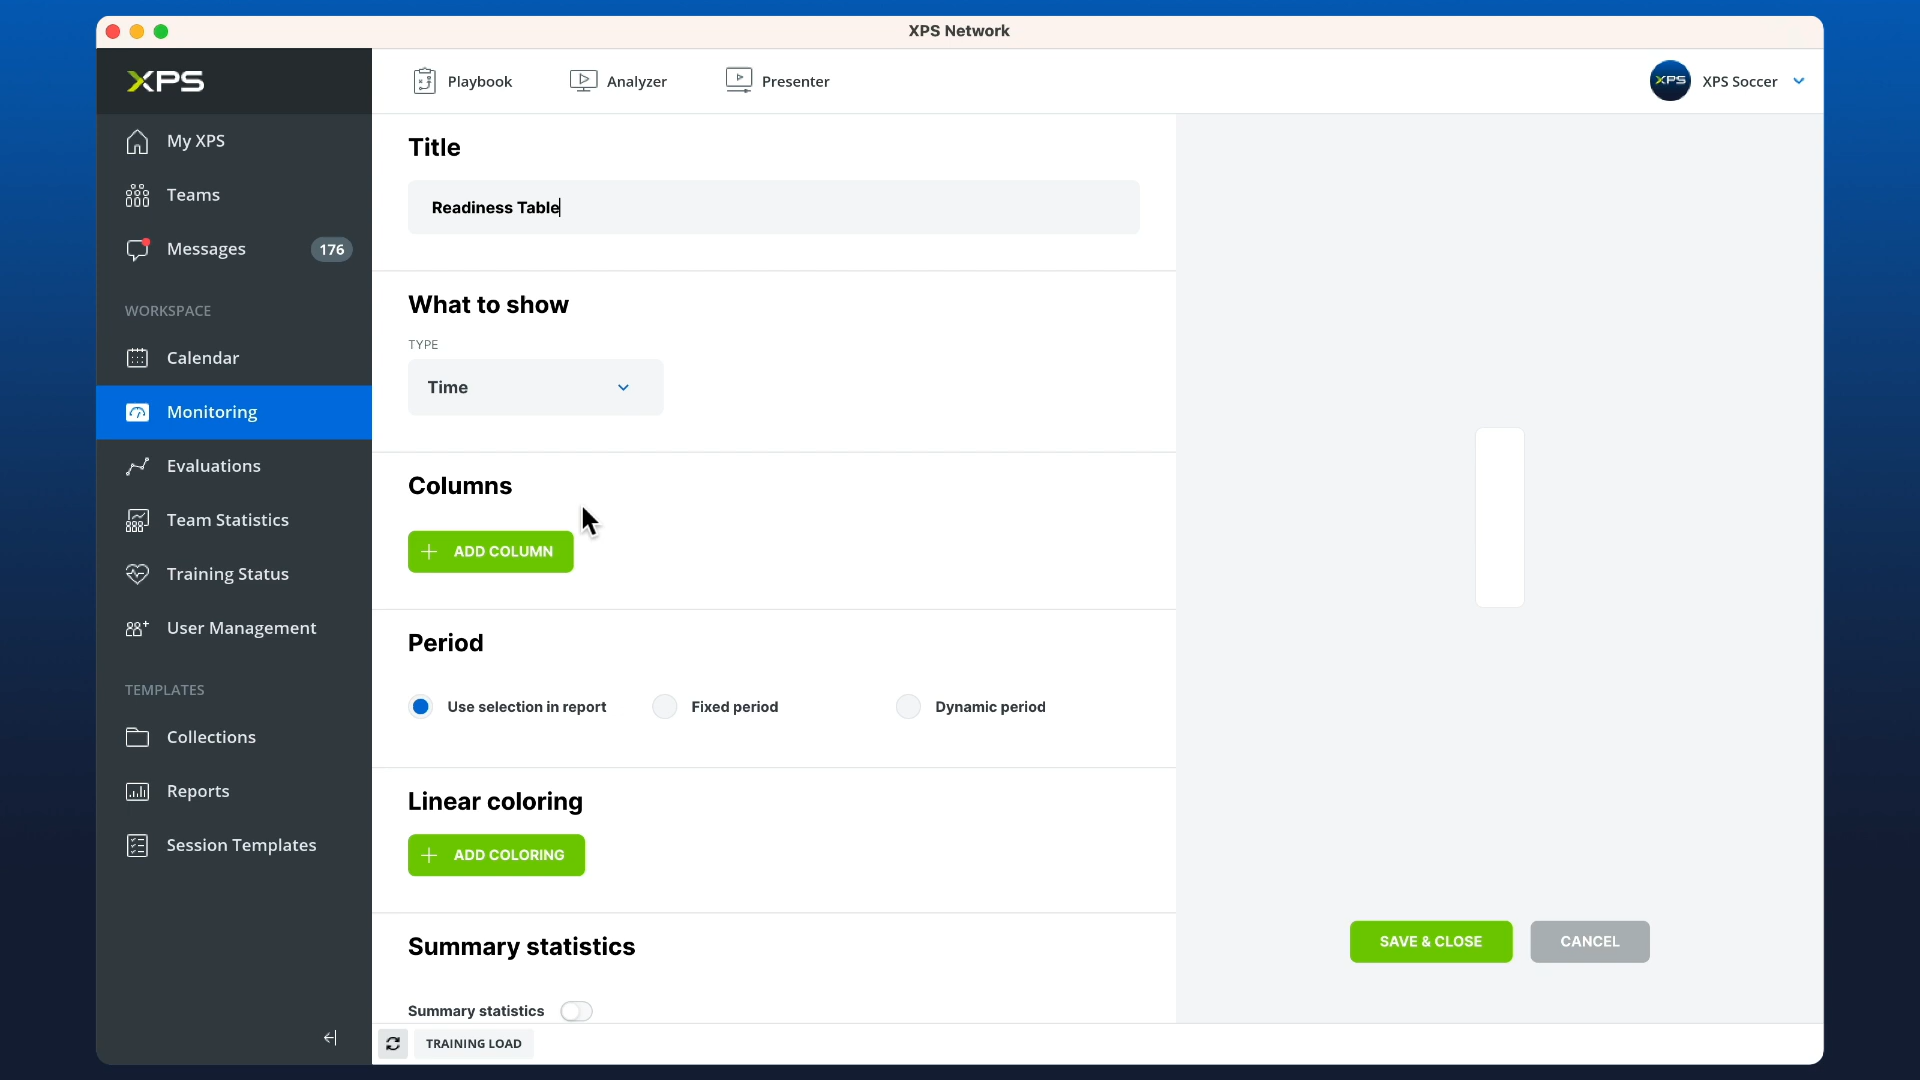 XPS Network
XPS
Playbook
Analyzer
Presenter
XPS
XPS Soccer
My XPS
Teams
Messages
176
WORKSPACE
Calendar
Monitoring
Evaluations
Team Statistics
Training Status
User Management
TEMPLATES
Collections
Reports
Session Templates
Title
Readiness Table
What to show
TYPE
Time
Columns
ADD COLUMN
Period
Use selection in report
Fixed period
Dynamic period
Linear coloring
ADD COLORING
Summary statistics
Summary statistics
SAVE & CLOSE
CANCEL
TRAINING LOAD